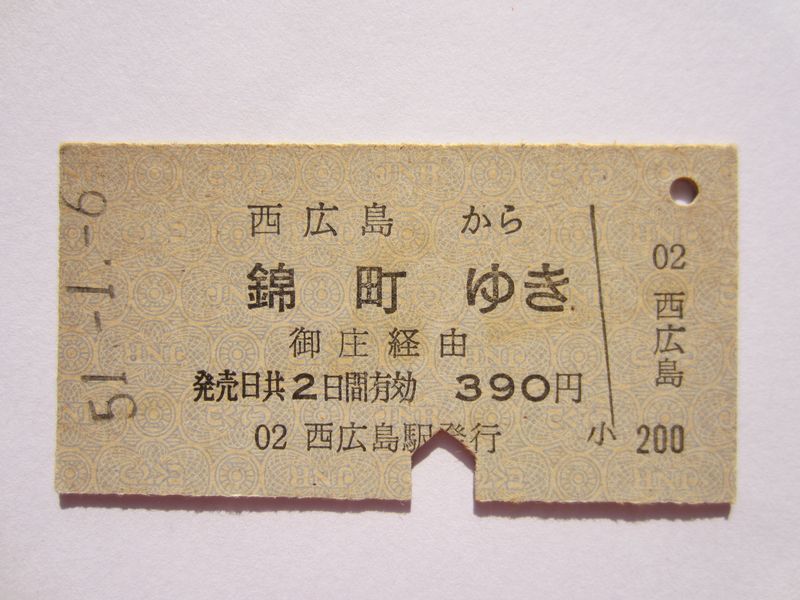 51.-1.-6
西広島 から
錦町 ゆき
御庄経由
発売日共2日間有効 390円
02 西広島駅発行
小 200
02 西広島